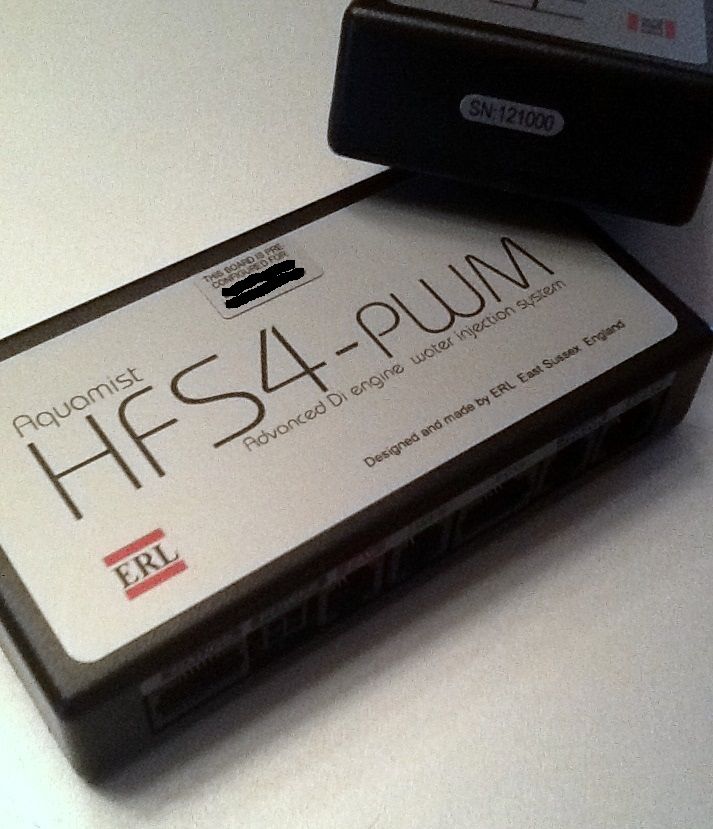 SN:121000
THIS BOARD IS PRE
CONFIGURED FOR
Aquamist
HFS4-PWM
Advanced Di engine water injection system
Designed and made by ERL East Sussex England
ERL